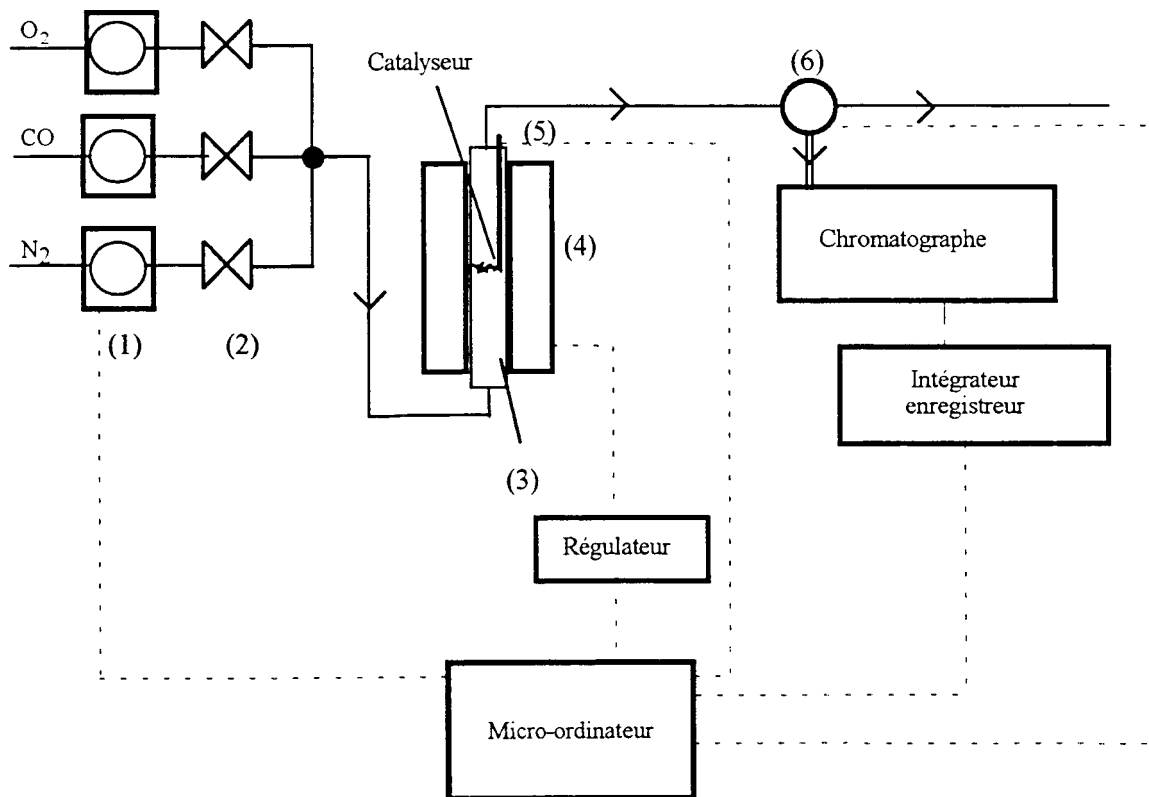 O₂
CO
N₂
(1)
(2)
Catalyseur
(5)
(4)
(3)
(6)
Chromatographe
Intégrateur
enregistreur
Régulateur
Micro-ordinateur